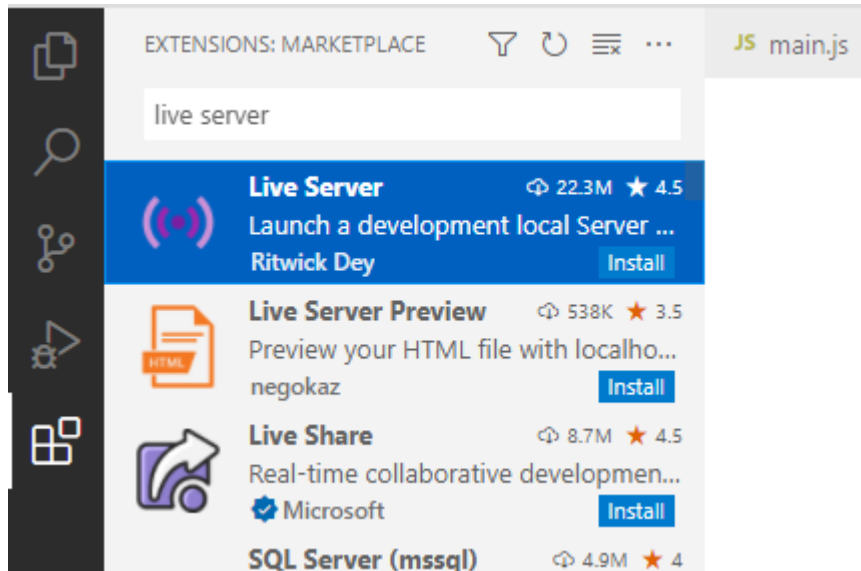 EXTENSIONS: MARKETPLACE
JS main.js
live server
Live Server 22.3M ★ 4.5
Launch a development local Server ...
Ritwick Dey Install
Live Server Preview 538K ★ 3.5
HTML
Preview your HTML file with localho...
negokaz Install
Live Share 8.7M ★ 4.5
Real-time collaborative developmen...
Microsoft Install
SQL Server (mssql) 4.9M ★ 4